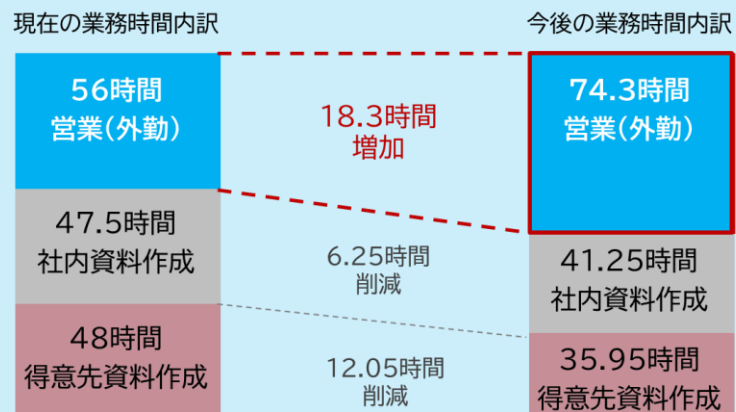 現在の業務時間内訳
今後の業務時間内訳
56時間
営業(外勤)
18.3時間
増加
74.3時間
営業(外勤)
47.5時間
社内資料作成
6.25時間
削減
41.25時間
社内資料作成
48時間
得意先資料作成
12.05時間
削減
35.95時間
得意先資料作成